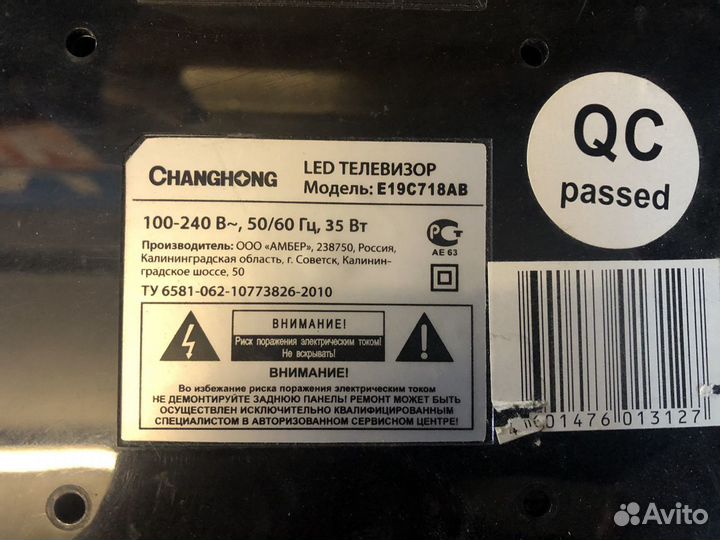 CHANGHONG
LED ТЕЛЕВИЗОР
Модель: E19C718AB
100-240 В~, 50/60 Гц, 35 Вт
Производитель: ООО «АМБЕР», 238750, Россия,
Калининградская область, г. Советск, Калинин-
градское шоссе, 50
ТУ 6581-062-10773826-2010
РСТ
АЕ 63
ВНИМАНИЕ!
Риск поражения электрическим током!
Не вскрывать!
ВНИМАНИЕ!
Во избежание риска поражения электрическим током
НЕ ДЕМОНТИРУЙТЕ ЗАДНЮЮ ПАНЕЛЬ! РЕМОНТ МОЖЕТ БЫТЬ
ОСУЩЕСТВЛЕН ИСКЛЮЧИТЕЛЬНО КВАЛИФИЦИРОВАННЫМ
СПЕЦИАЛИСТОМ В АВТОРИЗОВАННОМ СЕРВИСНОМ ЦЕНТРЕ!
QC
passed
4 601476 013127
Avito